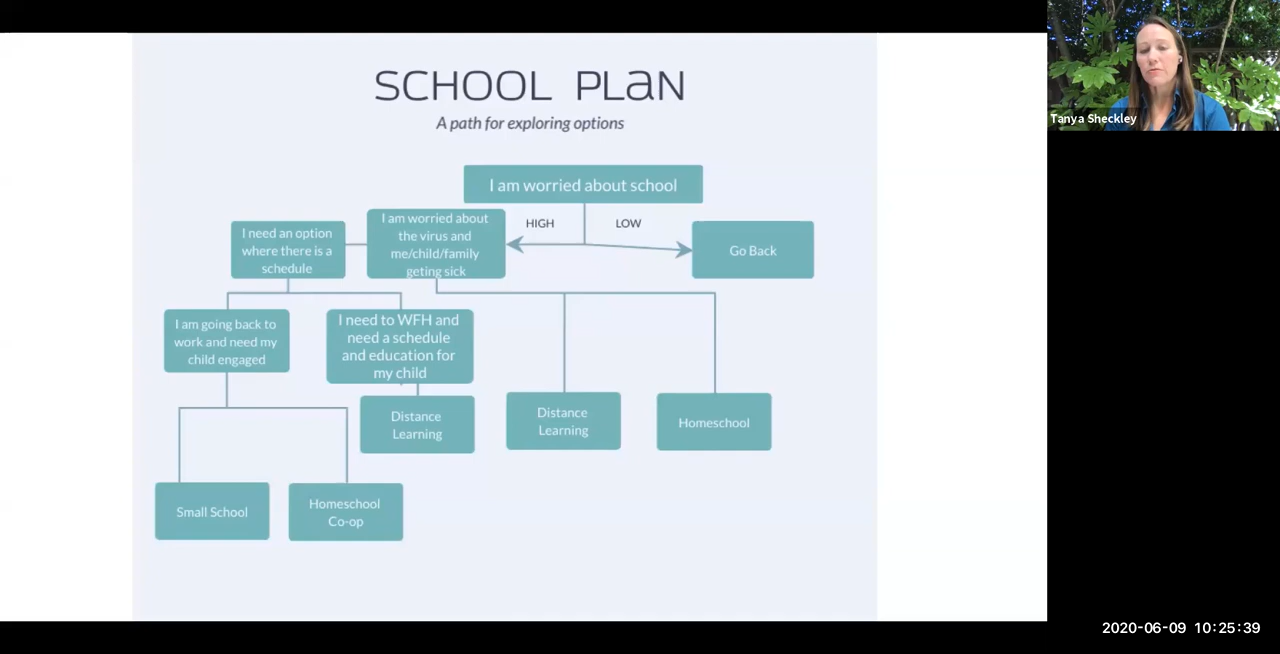 SCHOOL PLaN
A path for exploring options
I am worried about school
HIGH
LOW
I need an option
where there is a
schedule
I am worried about
the virus and
me/child/family
geting sick
Go Back
I am going back to
work and need my
child engaged
I need to WFH and
need a schedule
and education for
my child
Distance
Learning
Distance
Learning
Homeschool
Small School
Homeschool
Co-op
Tanya Sheckley
2020-06-09 10:25:39